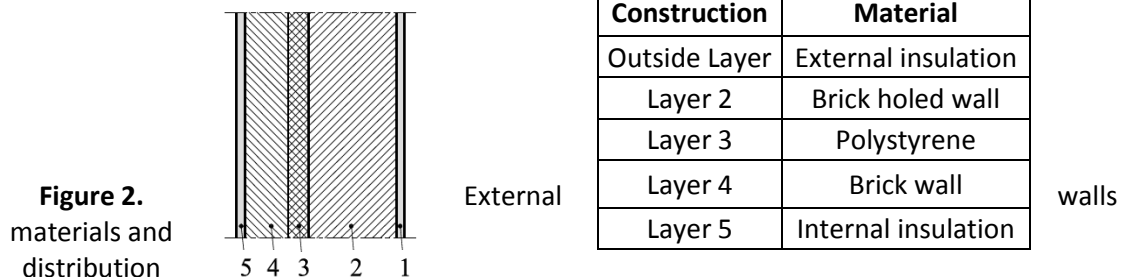 Construction Material
Outside Layer External insulation
Layer 2 Brick holed wall
Layer 3 Polystyrene
Layer 4 Brick wall
Layer 5 Internal insulation
Figure 2. External walls
materials and
distribution
5 4 3 2 1